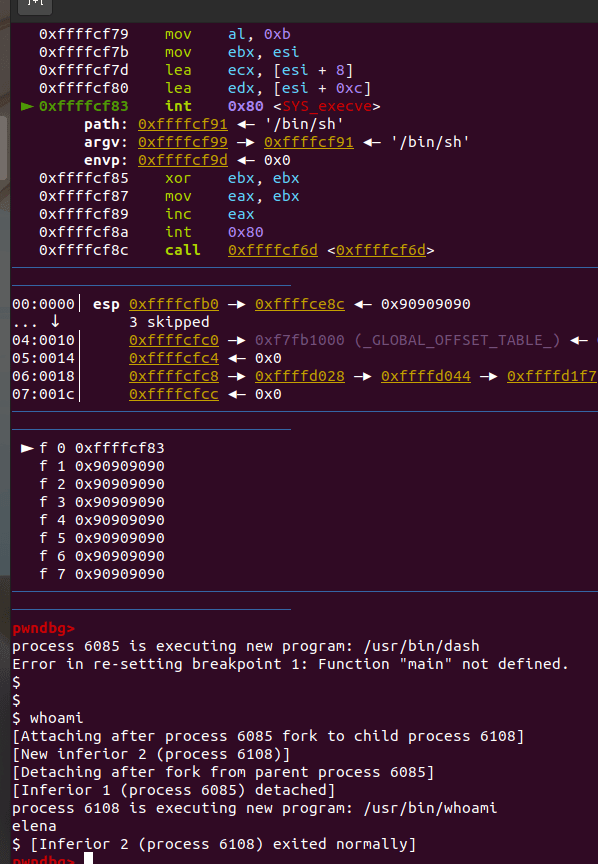 0xffffcf79 mov al, 0xb
0xffffcf7b mov ebx, esi
0xffffcf7d lea ecx, [esi + 8]
0xffffcf80 lea edx, [esi + 0xc]
► 0xffffcf83 int 0x80 <SYS_execve>
path: 0xffffcf91 ◄— '/bin/sh'
argv: 0xffffcf99 —► 0xffffcf91 ◄— '/bin/sh'
envp: 0xffffcf9d ◄— 0x0
0xffffcf85 xor ebx, ebx
0xffffcf87 mov eax, ebx
0xffffcf89 inc eax
0xffffcf8a int 0x80
0xffffcf8c call 0xffffcf6d <0xffffcf6d>
00:0000│ esp 0xffffcfb0 —► 0xffffce8c ◄— 0x90909090
... ↓ 3 skipped
04:0010│ 0xffffcfc0 —► 0xf7fb1000 (_GLOBAL_OFFSET_TABLE_) ◄—
05:0014│ 0xffffcfc4 ◄— 0x0
06:0018│ 0xffffcfc8 —► 0xffffd028 —► 0xffffd044 —► 0xffffd1f7
07:001c│ 0xffffcfcc ◄— 0x0
► f 0 0xffffcf83
f 1 0x90909090
f 2 0x90909090
f 3 0x90909090
f 4 0x90909090
f 5 0x90909090
f 6 0x90909090
f 7 0x90909090
pwndbg>
process 6085 is executing new program: /usr/bin/dash
Error in re-setting breakpoint 1: Function "main" not defined.
$
$
$ whoami
[Attaching after process 6085 fork to child process 6108]
[New inferior 2 (process 6108)]
[Detaching after fork from parent process 6085]
[Inferior 1 (process 6085) detached]
process 6108 is executing new program: /usr/bin/whoami
elena
$ [Inferior 2 (process 6108) exited normally]
pwndbg>